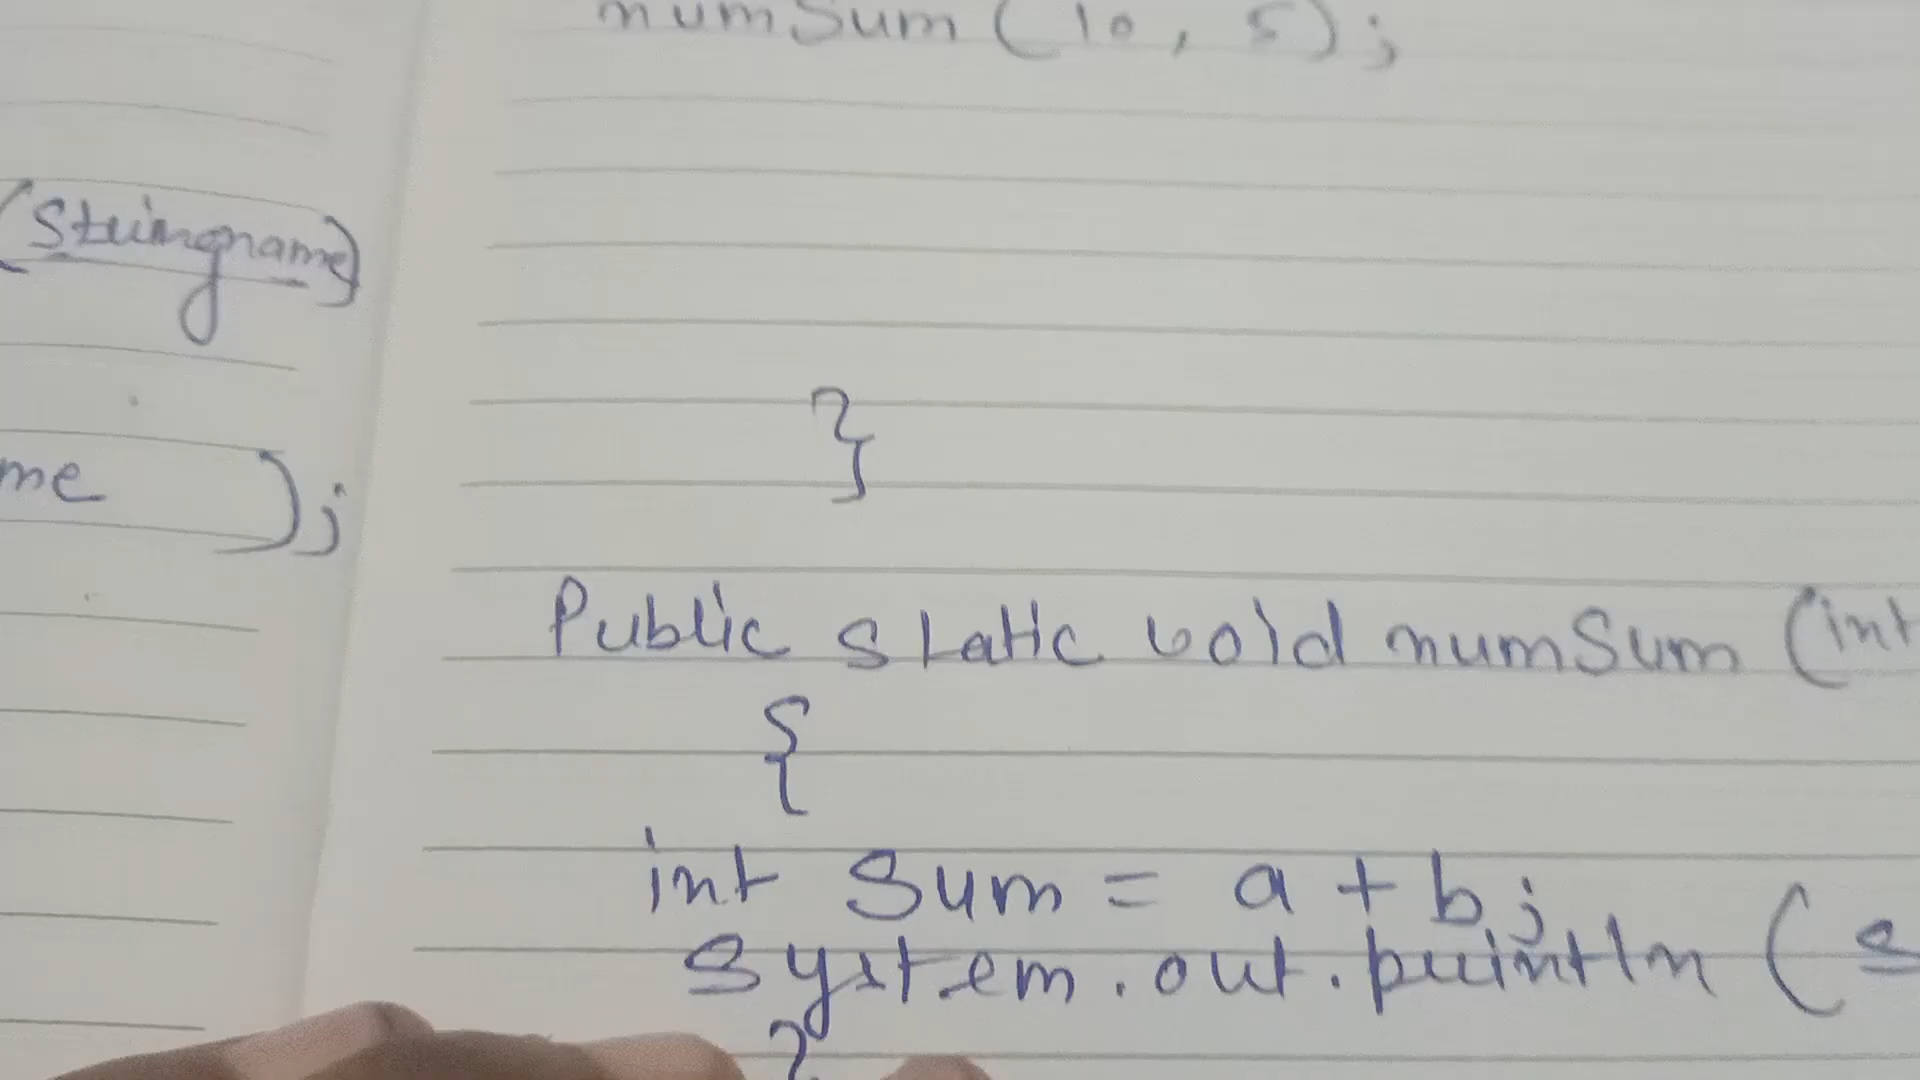 (Stringname)
me );
numSum (10, 5);
}
Public static void numSum (int
{
int Sum = a + b;
System.out.println (s
}